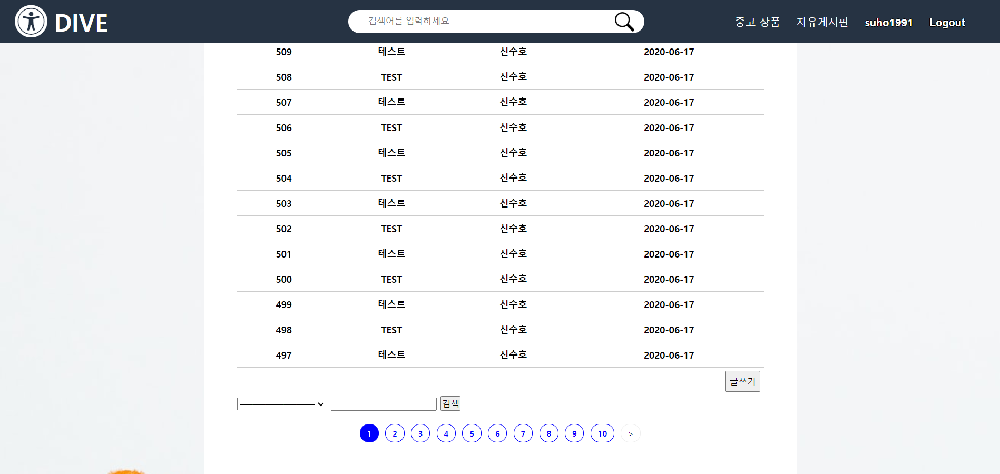 DIVE 검색어를 입력하세요 중고 상품 자유게시판 suho1991 Logout
509 테스트 신수호 2020-06-17
508 TEST 신수호 2020-06-17
507 테스트 신수호 2020-06-17
506 TEST 신수호 2020-06-17
505 테스트 신수호 2020-06-17
504 TEST 신수호 2020-06-17
503 테스트 신수호 2020-06-17
502 TEST 신수호 2020-06-17
501 테스트 신수호 2020-06-17
500 TEST 신수호 2020-06-17
499 테스트 신수호 2020-06-17
498 TEST 신수호 2020-06-17
497 테스트 신수호 2020-06-17
글쓰기
검색
1 2 3 4 5 6 7 8 9 10 >